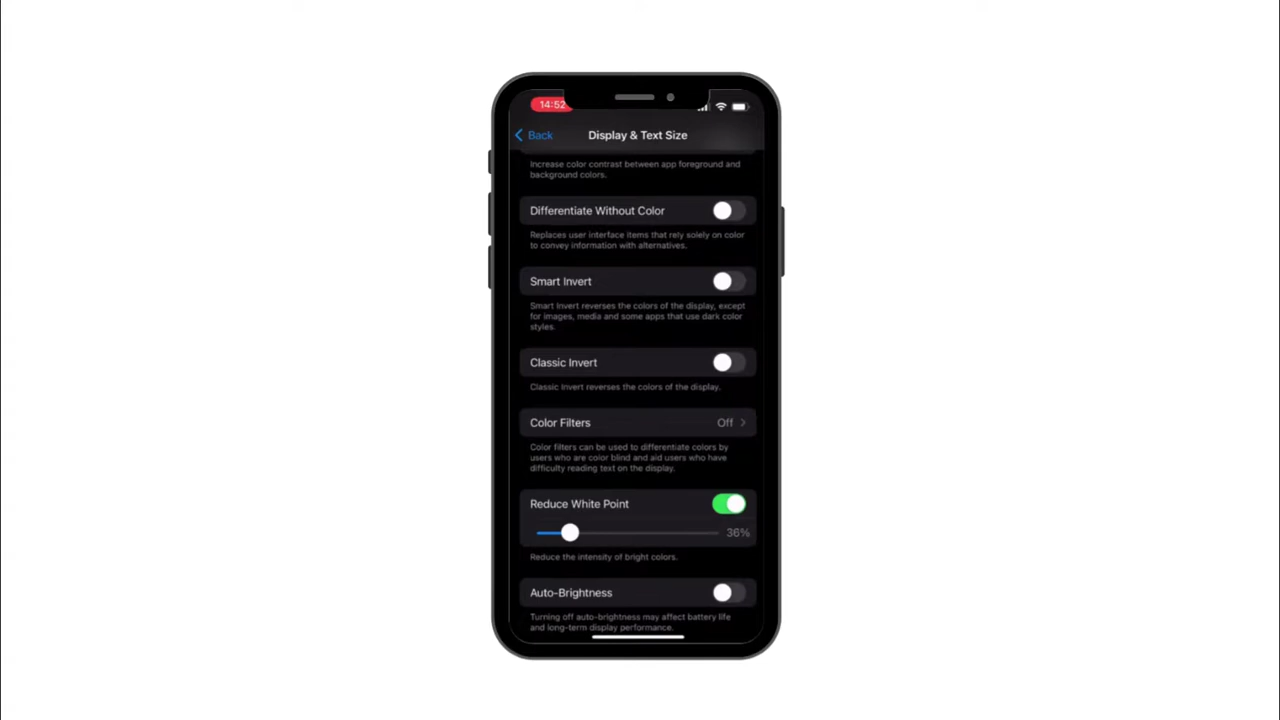 14:52
Back
Display & Text Size
Increase color contrast between app foreground and
background colors.
Differentiate Without Color
Replaces user interface items that rely solely on color
to convey information with alternatives.
Smart Invert
Smart Invert reverses the colors of the display, except
for images, media and some apps that use dark color
styles.
Classic Invert
Classic Invert reverses the colors of the display.
Color Filters Off
Color filters can be used to differentiate colors by
users who are color blind and aid users who have
difficulty reading text on the display.
Reduce White Point
36%
Reduce the intensity of bright colors.
Auto-Brightness
Turning off auto-brightness may affect battery life
and long-term display performance.